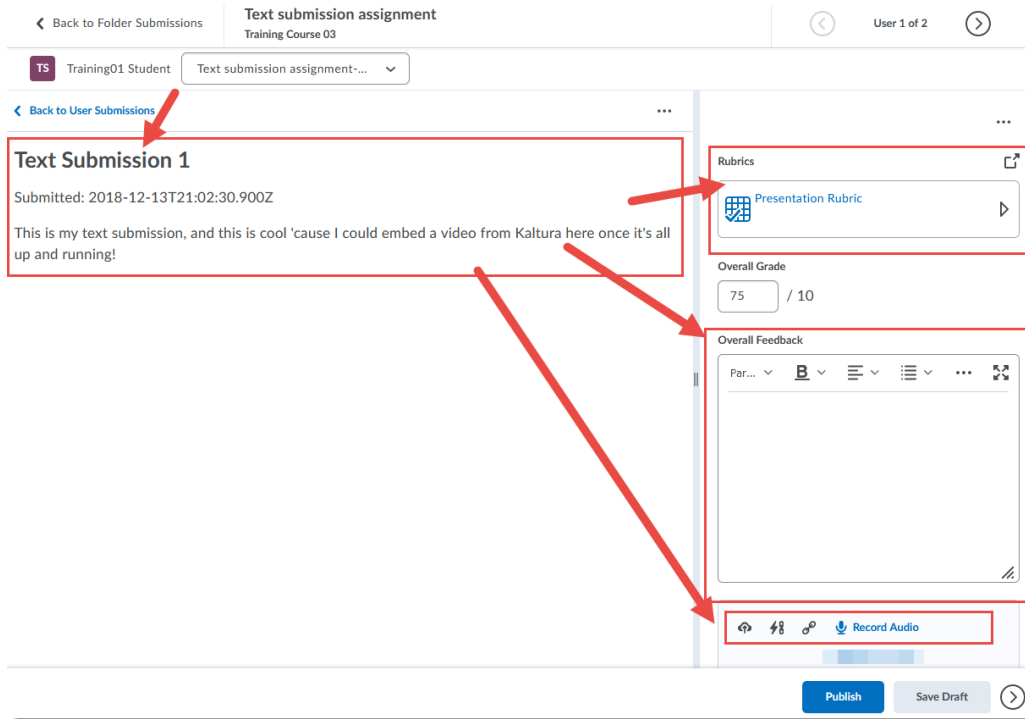 Back to Folder Submissions
Text submission assignment
Training Course 03
User 1 of 2
TS
Training01 Student
Text submission assignment-...
Back to User Submissions
Text Submission 1
Submitted: 2018-12-13T21:02:30.900Z
This is my text submission, and this is cool 'cause I could embed a video from Kaltura here once it's all
up and running!
Rubrics
Presentation Rubric
Overall Grade
75 / 10
Overall Feedback
Par... B
Record Audio
Publish
Save Draft